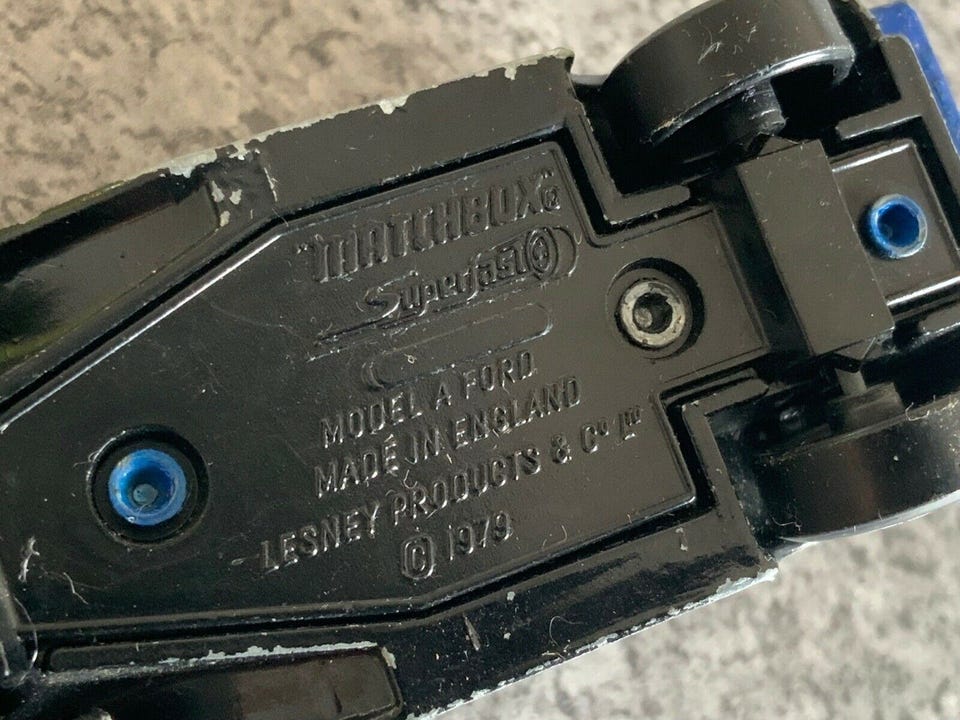 "MATCHBOX"®
Superfast®
MODEL A FORD
MADE IN ENGLAND
LESNEY PRODUCTS & Cº Lᵀᴰ
© 1979